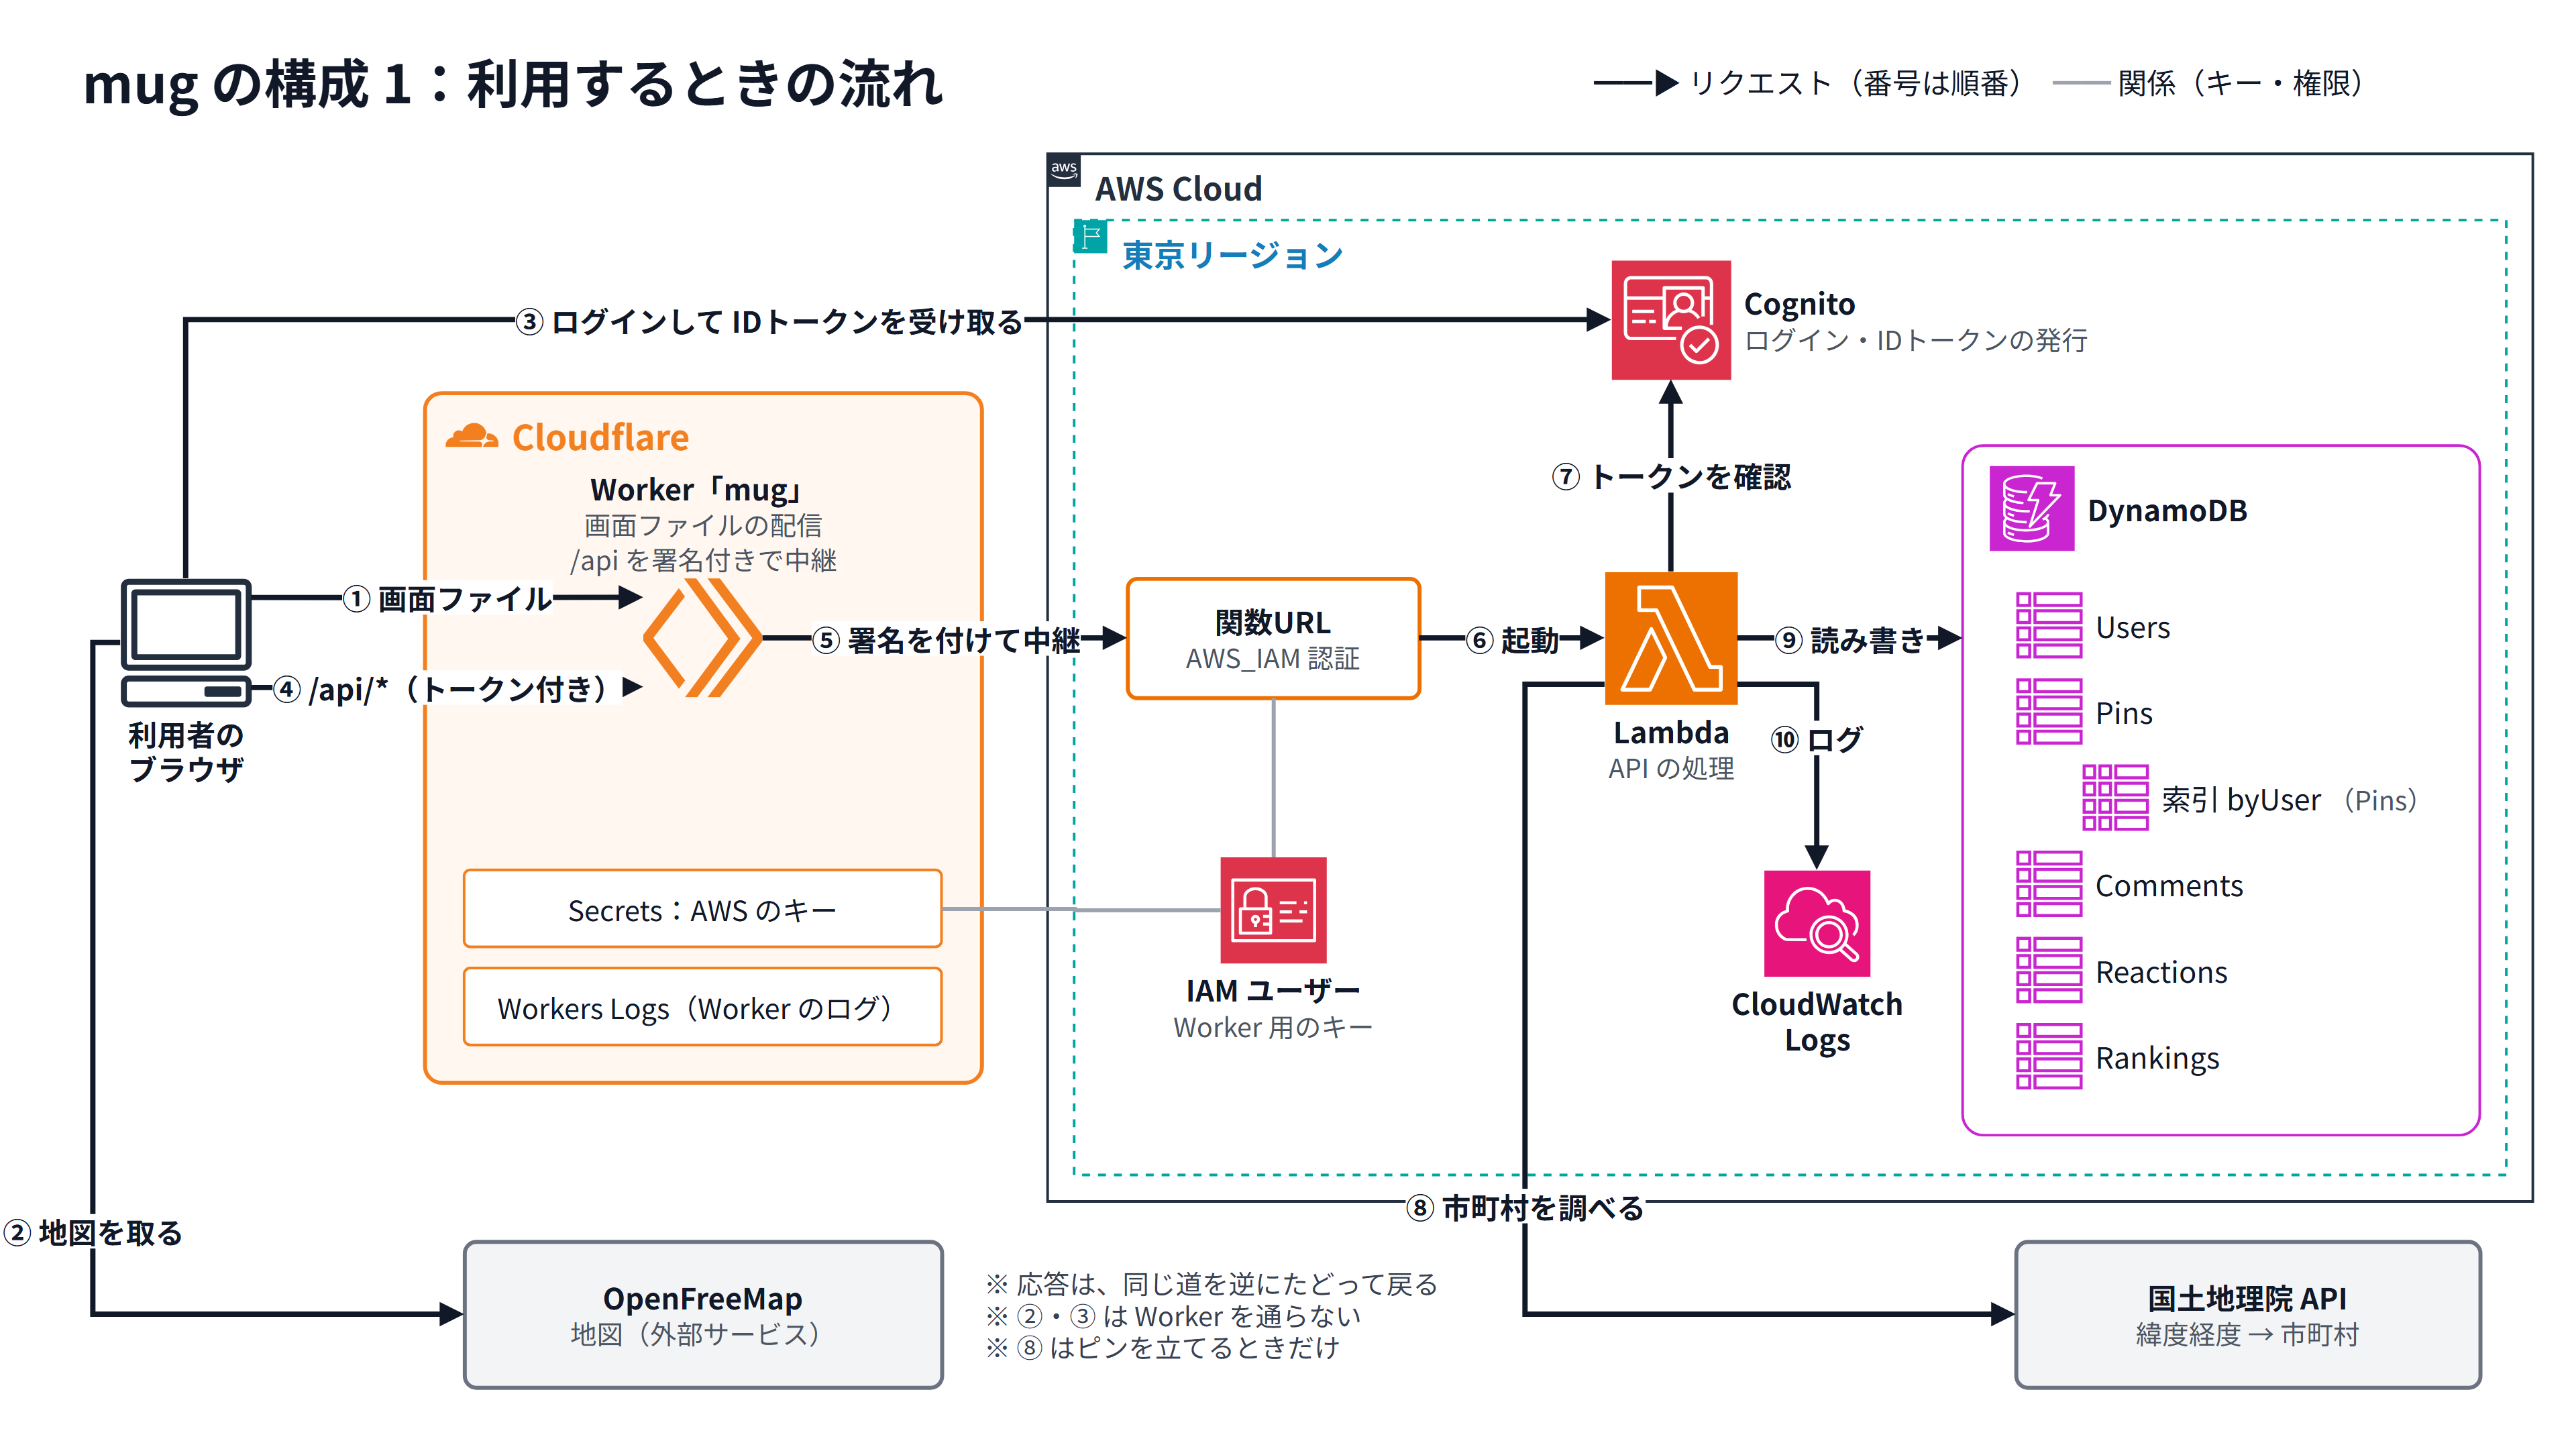 mug の構成 1：利用するときの流れ
リクエスト（番号は順番）
関係（キー・権限）
aws
AWS Cloud
東京リージョン
③ ログインして IDトークンを受け取る
Cognito
ログイン・IDトークンの発行
Cloudflare
Worker「mug」
画面ファイルの配信
/api を署名付きで中継
① 画面ファイル
④ /api/*（トークン付き）
利用者の
ブラウザ
⑤ 署名を付けて中継
関数URL
AWS_IAM 認証
⑥ 起動
⑦ トークンを確認
Lambda
API の処理
⑨ 読み書き
⑩ ログ
CloudWatch
Logs
DynamoDB
Users
Pins
索引 byUser （Pins）
Comments
Reactions
Rankings
Secrets：AWS のキー
Workers Logs（Worker のログ）
IAM ユーザー
Worker 用のキー
② 地図を取る
⑧ 市町村を調べる
OpenFreeMap
地図（外部サービス）
※ 応答は、同じ道を逆にたどって戻る
※ ②・③ は Worker を通らない
※ ⑧ はピンを立てるときだけ
国土地理院 API
緯度経度 → 市町村